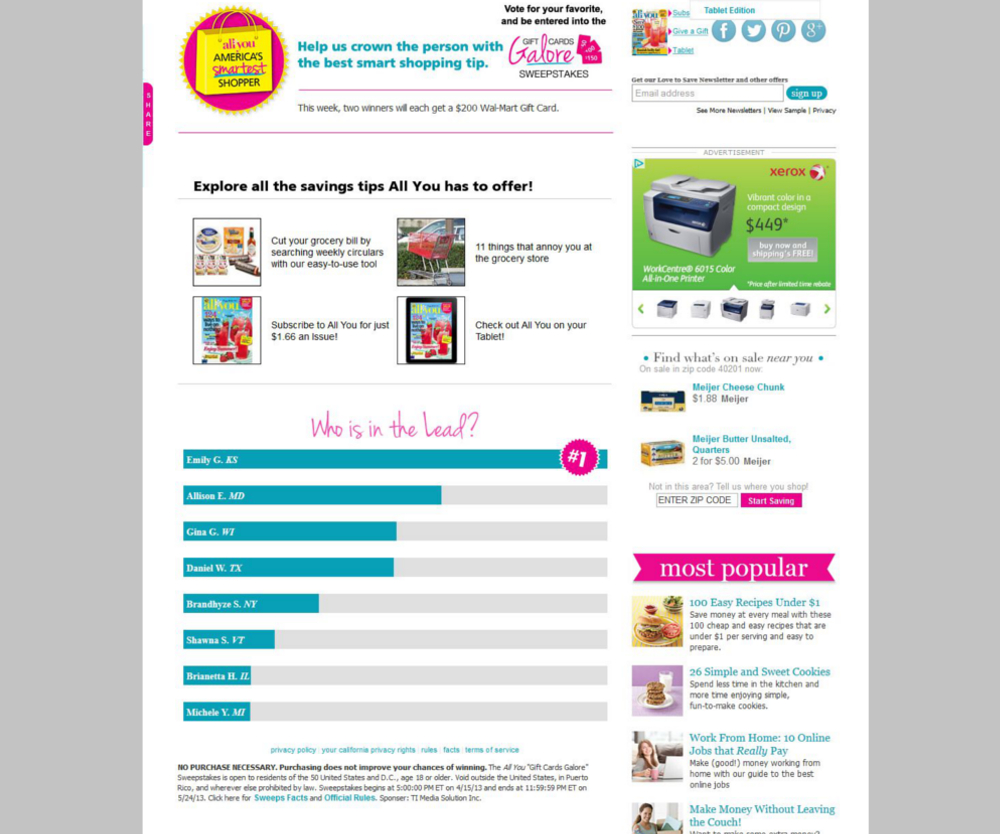 "all you"
AMERICA'S
smartest
SHOPPER
Vote for your favorite,
and be entered into the
Help us crown the person with
the best smart shopping tip.
GIFT CARDS
Galore
SWEEPSTAKES
$150
This week, two winners will each get a $200 Wal-Mart Gift Card.
SHARE
Explore all the savings tips All You has to offer!
Cut your grocery bill by
searching weekly circulars
with our easy-to-use tool
11 things that annoy you at
the grocery store
Subscribe to All You for just
$1.66 an Issue!
Check out All You on your
Tablet!
Who is in the Lead?
Emily G. KS
#1
Allison E. MD
Gina G. WI
Daniel W. TX
Brandhyze S. NY
Shawna S. VT
Brianetta H. IL
Michele Y. MI
privacy policy your california privacy rights rules facts terms of service
NO PURCHASE NECESSARY. Purchasing does not improve your chances of winning. The All You "Gift Cards Galore"
Sweepstakes is open to residents of the 50 United States and D.C., age 18 or older. Void outside the United States, in Puerto
Rico, and wherever else prohibited by law. Sweepstakes begins at 5:00:00 PM ET on 4/15/13 and ends at 11:59:59 PM ET on
5/24/13. Click here for Sweeps Facts and Official Rules. Sponser: TI Media Solution Inc.
all you
Subs
Tablet Edition
Give a Gift
Tablet
Get our Love to Save Newsletter and other offers
Email address
sign up
See More Newsletters | View Sample | Privacy
ADVERTISEMENT
xerox
Vibrant color in a
compact design
$449*
buy now and
shipping's FREE!
WorkCentre® 6015 Color
All-in-One Printer
*Price after limited time rebate
Find what's on sale near you
On sale in zip code 40201 now:
Meijer Cheese Chunk
$1.88 Meijer
Meijer Butter Unsalted,
Quarters
2 for $5.00 Meijer
Not in this area? Tell us where you shop!
ENTER ZIP CODE
Start Saving
most popular
100 Easy Recipes Under $1
Save money at every meal with these
100 cheap and easy recipes that are
under $1 per serving and easy to
prepare.
26 Simple and Sweet Cookies
Spend less time in the kitchen and
more time enjoying simple,
fun-to-make cookies.
Work From Home: 10 Online
Jobs that Really Pay
Make (good!) money working from
home with our guide to the best
online jobs
Make Money Without Leaving
the Couch!